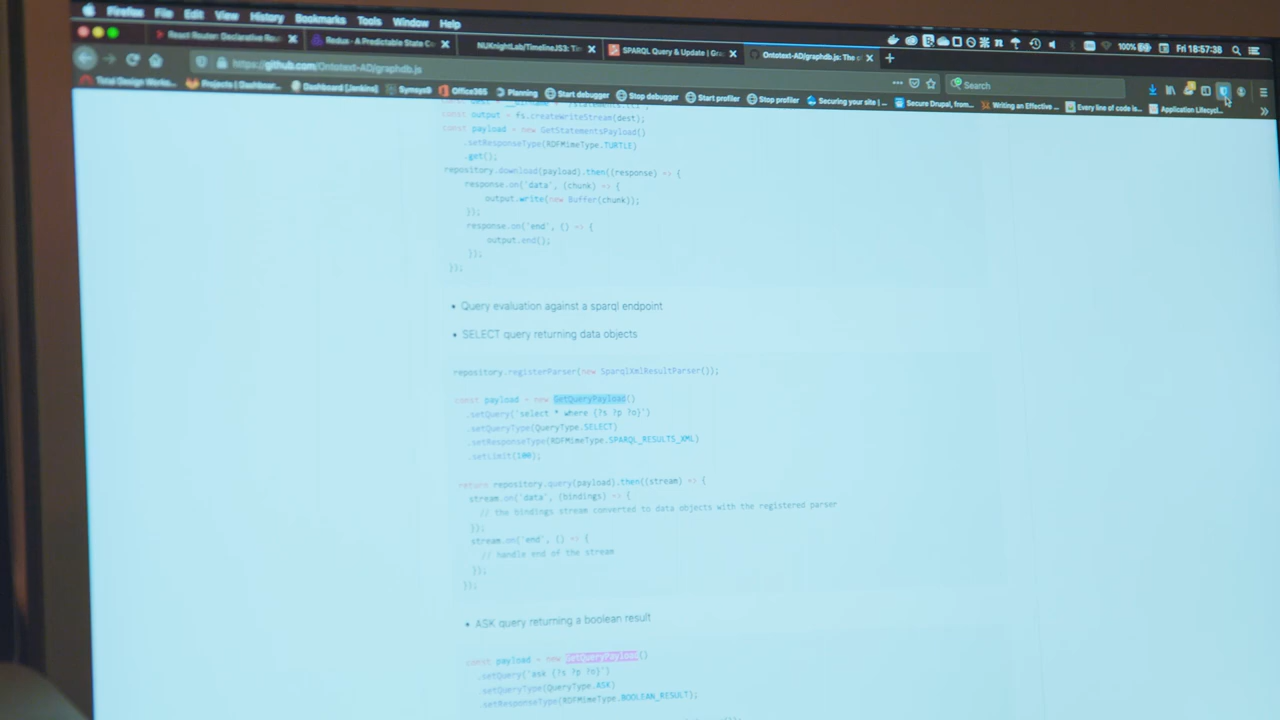 Firefox File Edit View History Bookmarks Tools Window Help
100% Fri 18:57:38
React Router: Declarative Rou
Redux - A Predictable State Co
NUKnightLab/TimelineJS3: Tim
SPARQL Query & Update | Gra
Ontotext-AD/graphdb.js: The
https://github.com/Ontotext-AD/graphdb.js
Search
Total Design Works...
Projects | Dashbar...
Dashboard [Jenkins]
Symsys9
Office365
Planning
Start debugger
Stop debugger
Start profiler
Stop profiler
Securing your site |...
Secure Drupal, from...
Writing an Effective ...
Every line of code is...
Application Lifecycl...
const output = fs.createWriteStream(dest);
const payload = new GetStatementsPayload()
.setResponseType(RDFMimeType.TURTLE)
.get();
repository.download(payload).then((response) => {
response.on('data', (chunk) => {
output.write(new Buffer(chunk));
});
response.on('end', () => {
output.end();
});
});
• Query evaluation against a sparql endpoint
• SELECT query returning data objects
repository.registerParser(new SparqlXmlResultParser());
const payload = new GetQueryPayload()
.setQuery('select * where {?s ?p ?o}')
.setQueryType(QueryType.SELECT)
.setResponseType(RDFMimeType.SPARQL_RESULTS_XML)
.setLimit(100);
return repository.query(payload).then((stream) => {
stream.on('data', (bindings) => {
// the bindings stream converted to data objects with the registered parser
});
stream.on('end', () => {
// handle end of the stream
});
});
• ASK query returning a boolean result
const payload = new GetQueryPayload()
.setQuery('ask {?s ?p ?o}')
.setQueryType(QueryType.ASK)
.setResponseType(RDFMimeType.BOOLEAN_RESULT);